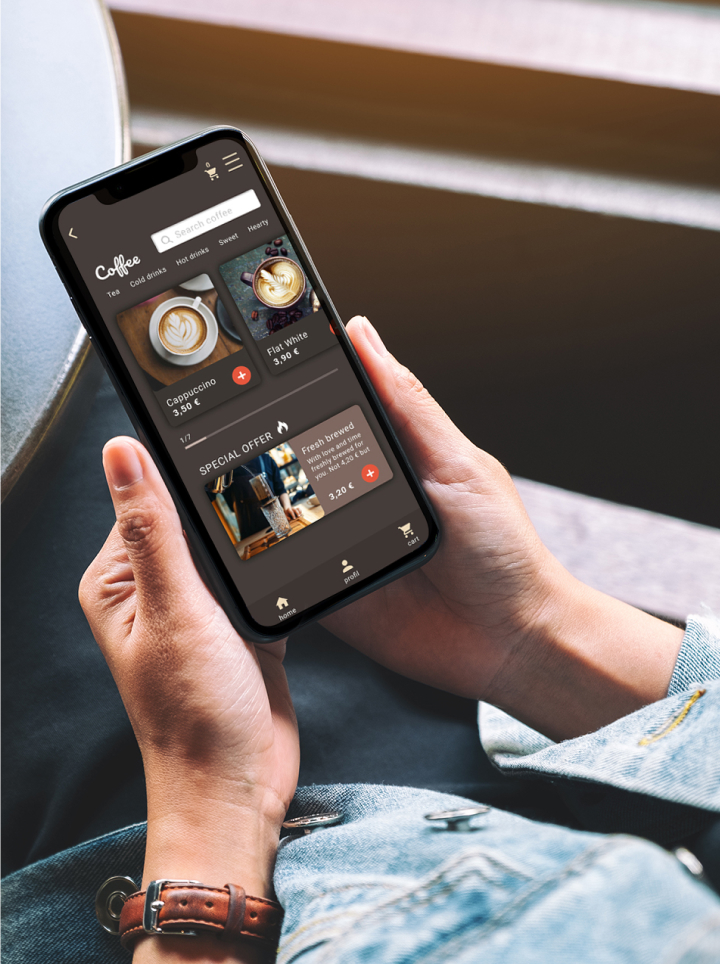 0
Search coffee
Coffee
Tea Cold drinks Hot drinks Sweet Hearty
Cappuccino
3,50 €
Flat White
3,90 €
1/7
SPECIAL OFFER
Fresh brewed
With love and time
freshly brewed for
you. Not 4,20 € but
3,20 €
home
profil
cart